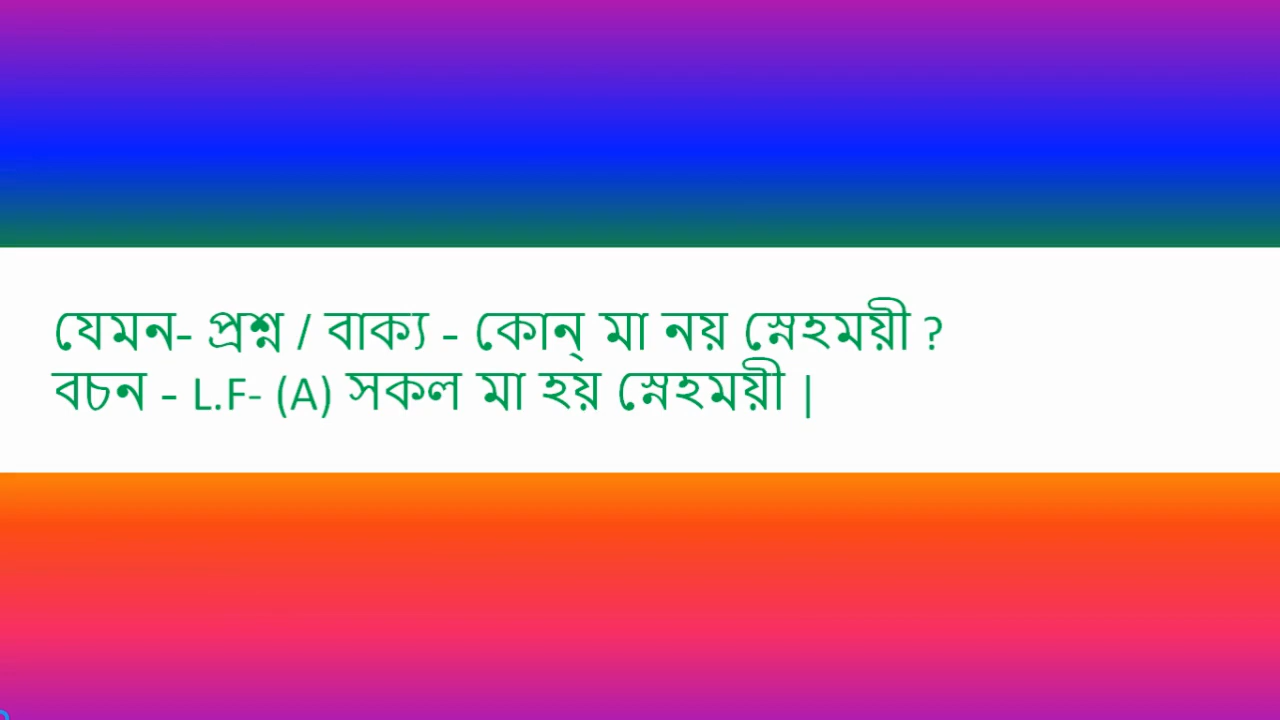 যেমন- প্রশ্ন / বাক্য - কোন্ মা নয় স্নেহময়ী ?
বচন - L.F- (A) সকল মা হয় স্নেহময়ী |